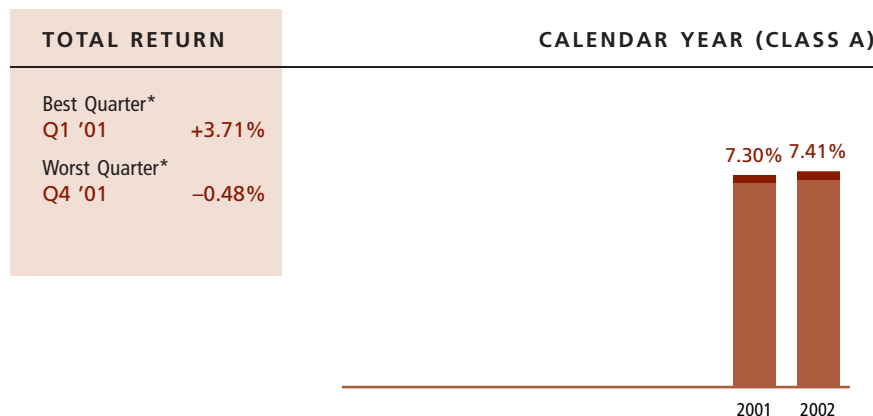 TOTAL RETURN
CALENDAR YEAR (CLASS A)
Best Quarter*
Q1 ’01 +3.71%
Worst Quarter*
Q4 ’01 –0.48%
7.30% 7.41%
2001 2002